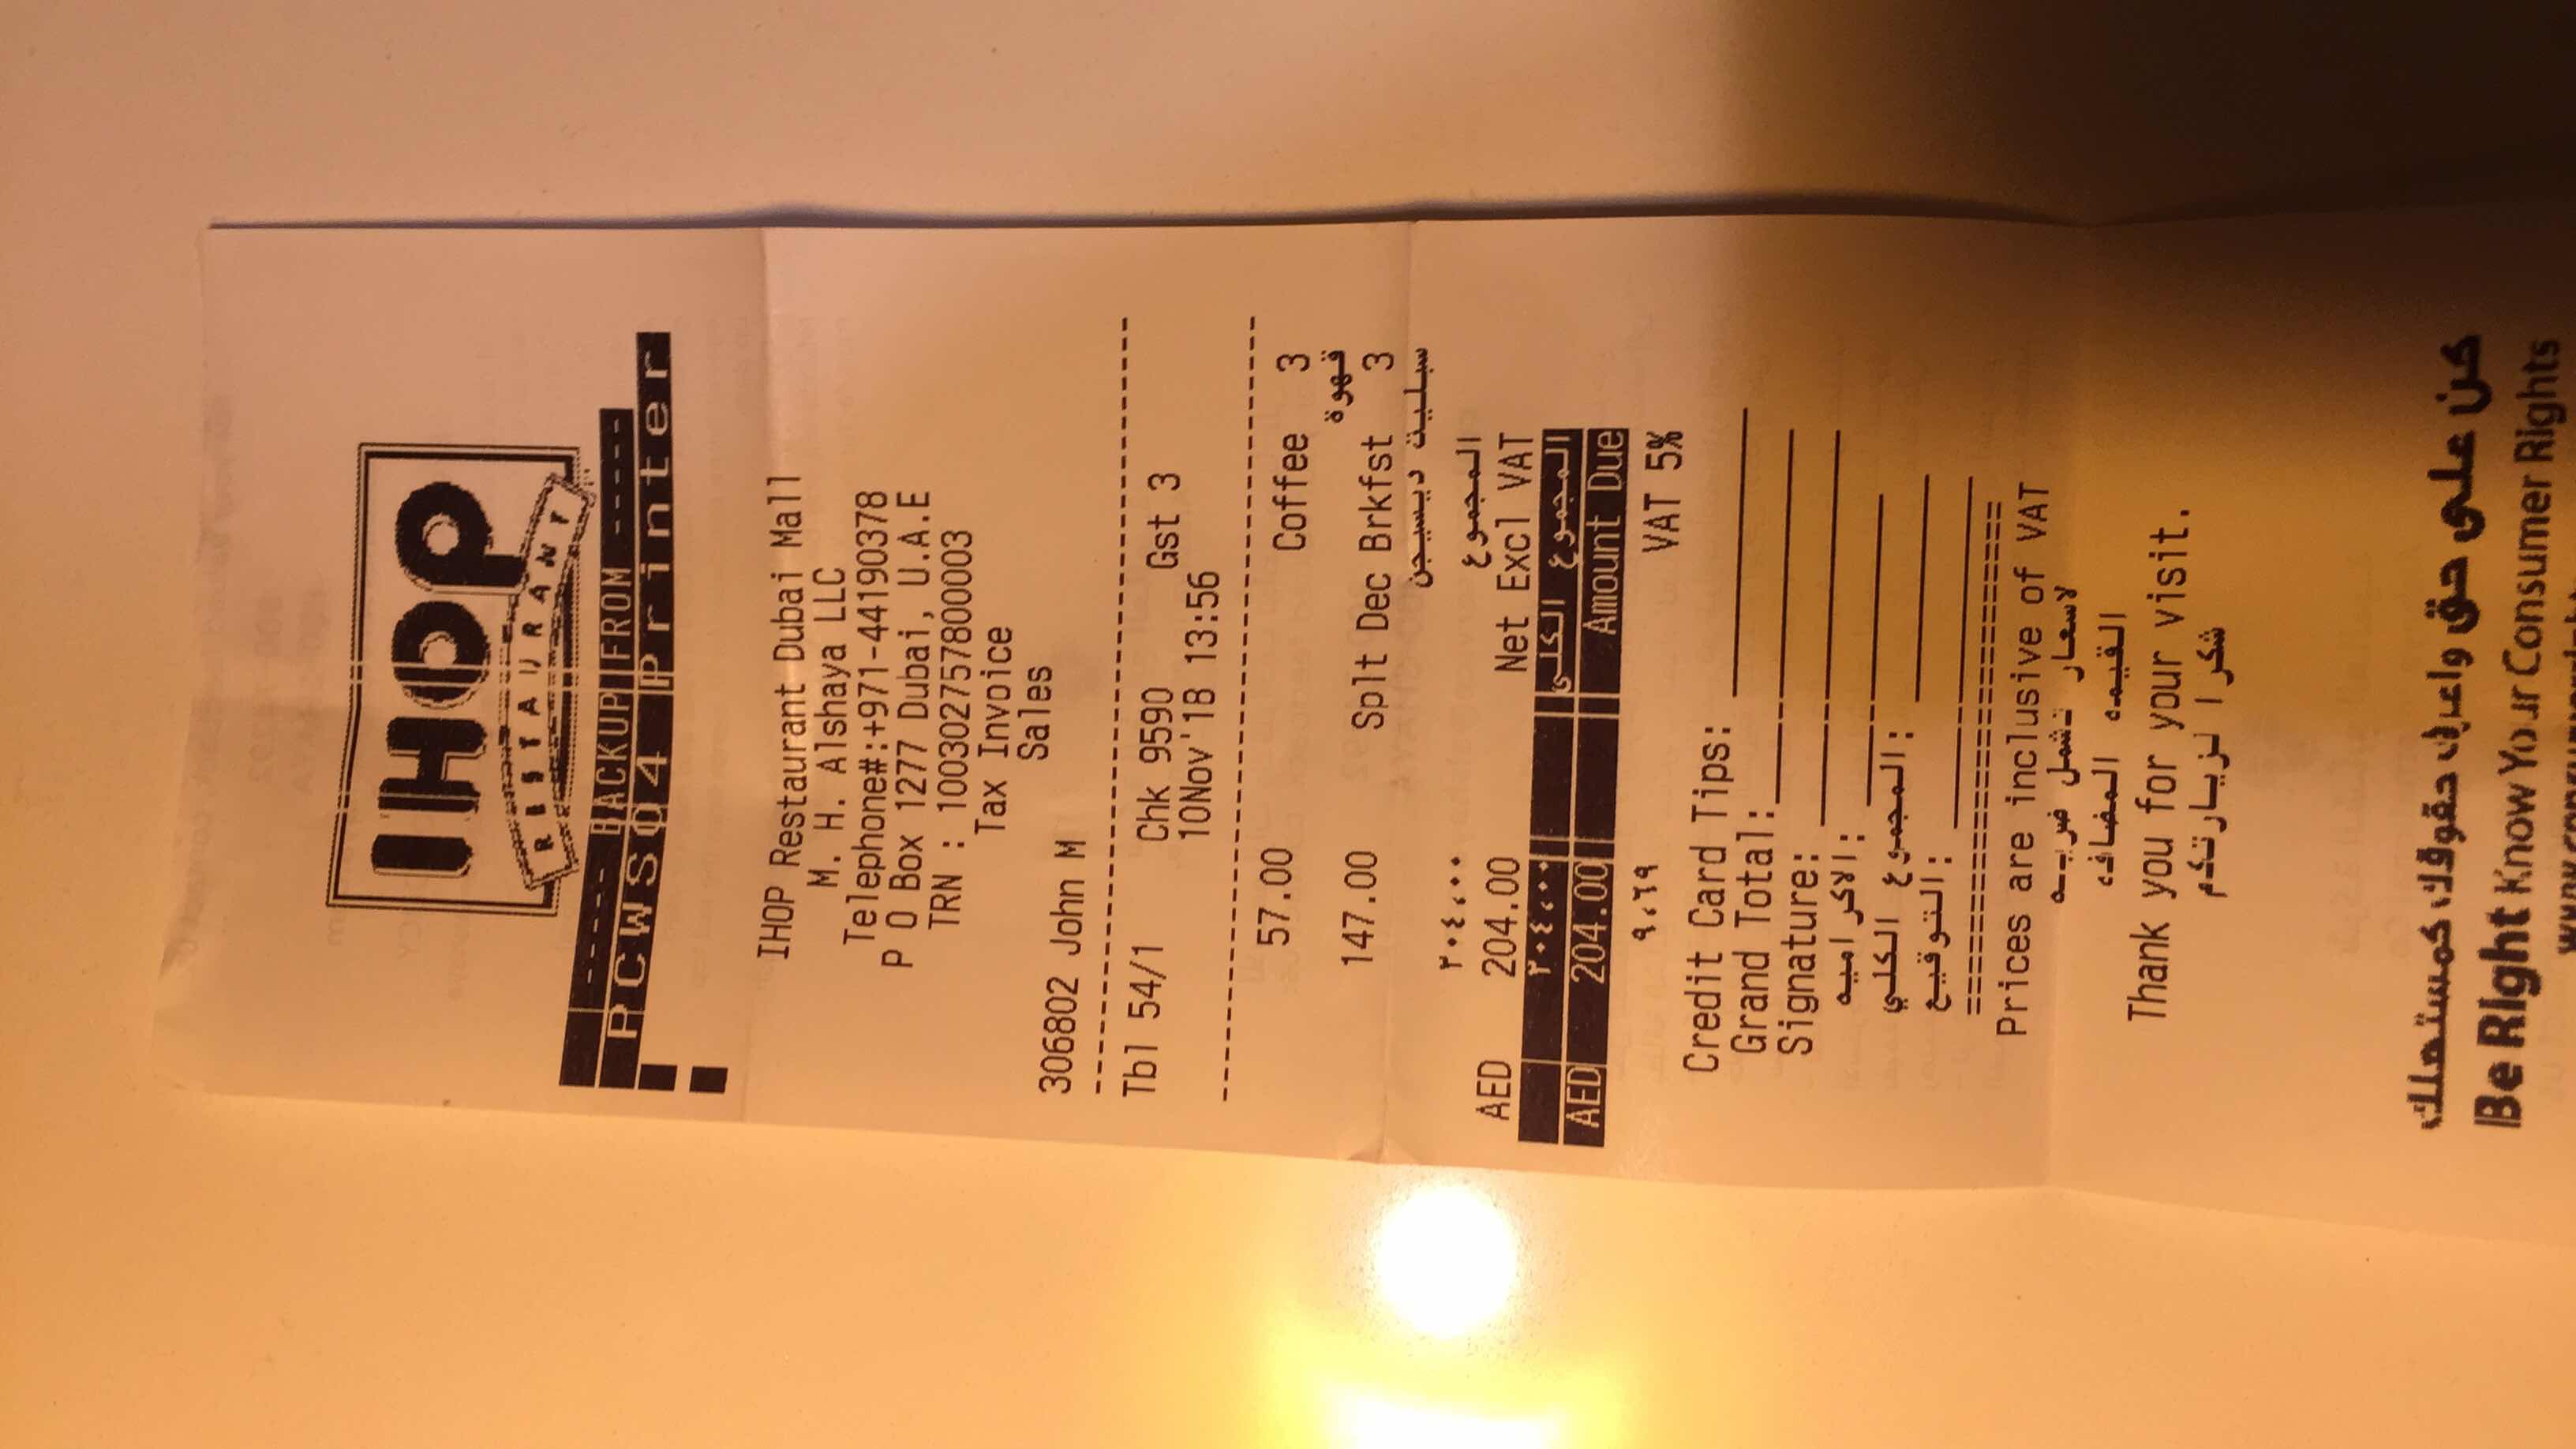 IHOP
RESTAURANT
----- BACKUP FROM -----
PCWS04 Printer
IHOP Restaurant Dubai Mall
M. H. Alshaya LLC
Telephone#:+971-44190378
P O Box 1277 Dubai, U.A.E
TRN : 100302757800003
Tax Invoice
Sales
306802 John M
Tbl 54/1 Chk 9590 Gst 3
10Nov'18 13:56
57.00 Coffee 3
قهوة
147.00 Splt Dec Brkfst 3
سبليت ديسيجن
٢٠٤،٠٠ المجموع
AED 204.00 Net Excl VAT
٢٠٤،٠٠ المجموع الكلى
AED 204.00 Amount Due
٩،٦٩ VAT 5%
Credit Card Tips: ____________
Grand Total: ____________
Signature: ____________
الاكراميه: ____________
المجموع الكلي: ____________
التوقيع: ____________
=========================
Prices are inclusive of VAT
لاسعار تشمل ضريبه
القيمه المضافه
Thank you for your visit.
شكرا لزيارتكم
كن على حق واعرف حقوقك كمستهلك
Be Right Know Your Consumer Rights